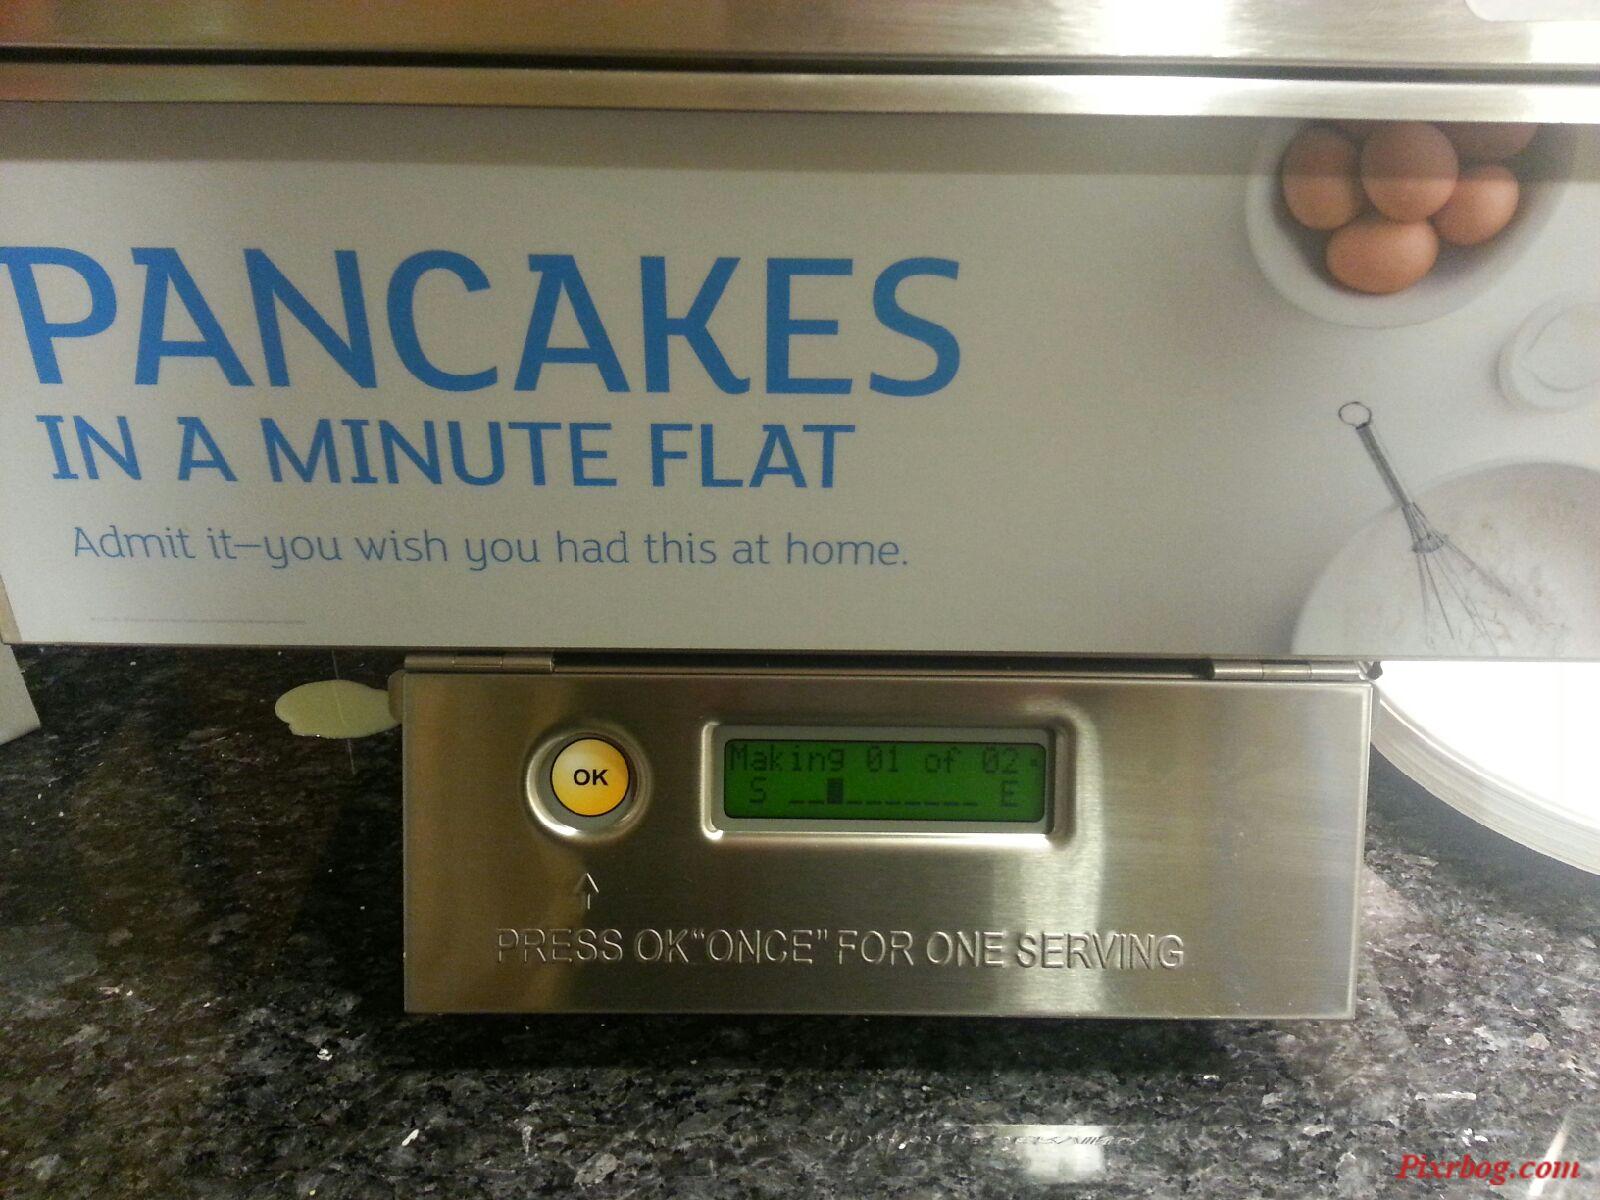 PANCAKES
IN A MINUTE FLAT
Admit it—you wish you had this at home.
OK
Making 01 of 02
S E
PRESS OK“ONCE” FOR ONE SERVING
Pixrbog.com